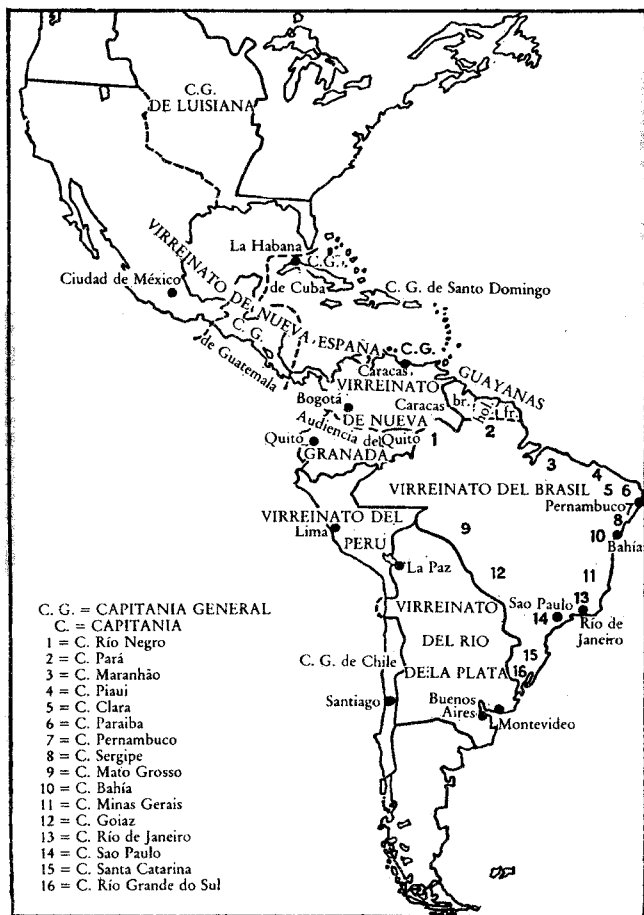 C.G.
DE LUISIANA
La Habana
C.G.
de Cuba
Ciudad de México
VIRREINATO DE NUEVA ESPAÑA
C. G. de Santo Domingo
C. G.
de Guatemala
C.G.
Caracas
GUAYANAS
br.
hol.
fr.
VIRREINATO
Caracas
Bogotá
DE NUEVA
Audiencia de Quito
Quito
GRANADA
1
2
3
4
5
6
VIRREINATO DEL BRASIL
Pernambuco
7
8
VIRREINATO DEL
Lima
PERU
9
10
Bahía
La Paz
12
11
VIRREINATO
Sao Paulo
13
14
Río de
Janeiro
DEL RIO
C. G. de Chile
15
DE LA PLATA
16
Santiago
Buenos
Aires
Montevideo
C. G. = CAPITANIA GENERAL
C. = CAPITANIA
1 = C. Río Negro
2 = C. Pará
3 = C. Maranhão
4 = C. Piaui
5 = C. Clara
6 = C. Paraiba
7 = C. Pernambuco
8 = C. Sergipe
9 = C. Mato Grosso
10 = C. Bahía
11 = C. Minas Gerais
12 = C. Goiaz
13 = C. Río de Janeiro
14 = C. Sao Paulo
15 = C. Santa Catarina
16 = C. Río Grande do Sul